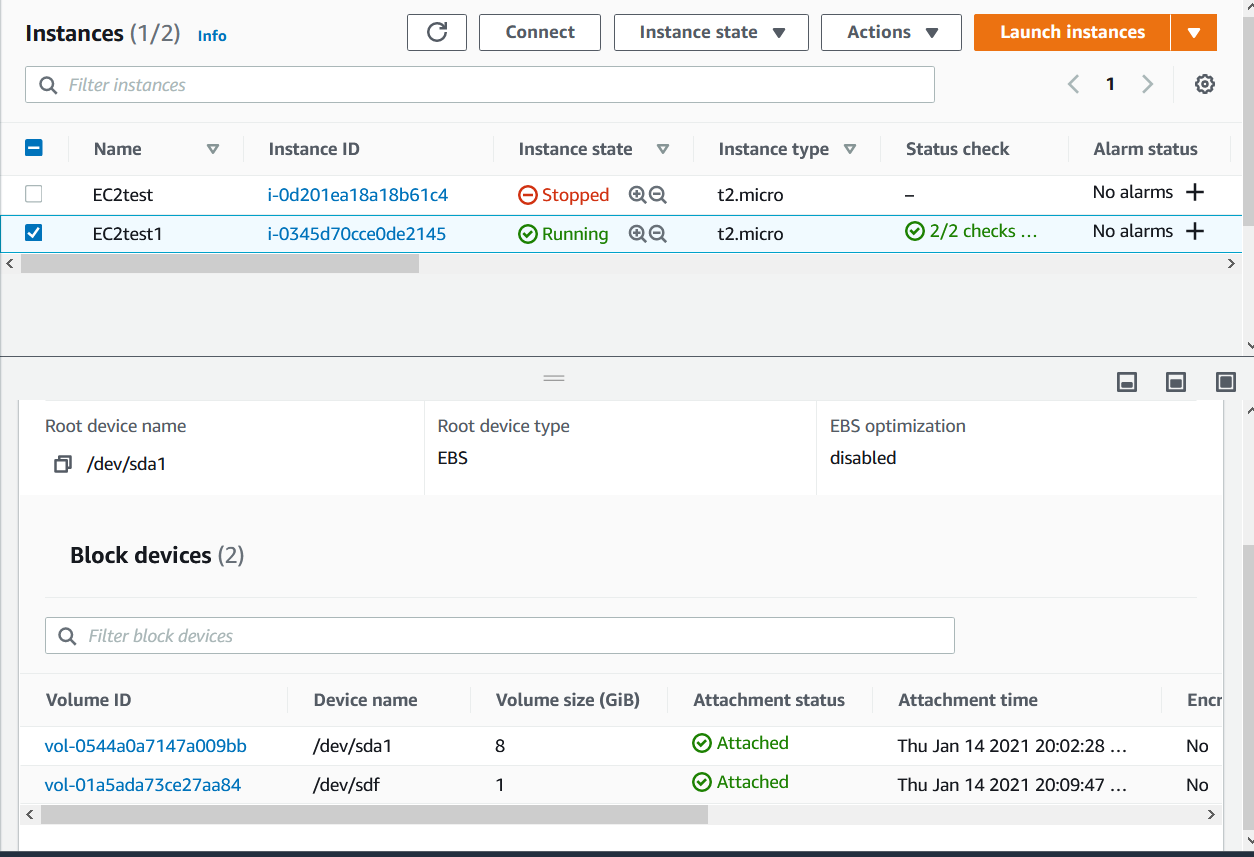 Instances (1/2) Info Connect Instance state Actions Launch instances
Filter instances 1
Name Instance ID Instance state Instance type Status check Alarm status
EC2test i-0d201ea18a18b61c4 Stopped t2.micro – No alarms +
EC2test1 i-0345d70cce0de2145 Running t2.micro 2/2 checks ... No alarms +
Root device name Root device type EBS optimization
/dev/sda1 EBS disabled
Block devices (2)
Filter block devices
Volume ID Device name Volume size (GiB) Attachment status Attachment time Encr
vol-0544a0a7147a009bb /dev/sda1 8 Attached Thu Jan 14 2021 20:02:28 ... No
vol-01a5ada73ce27aa84 /dev/sdf 1 Attached Thu Jan 14 2021 20:09:47 ... No